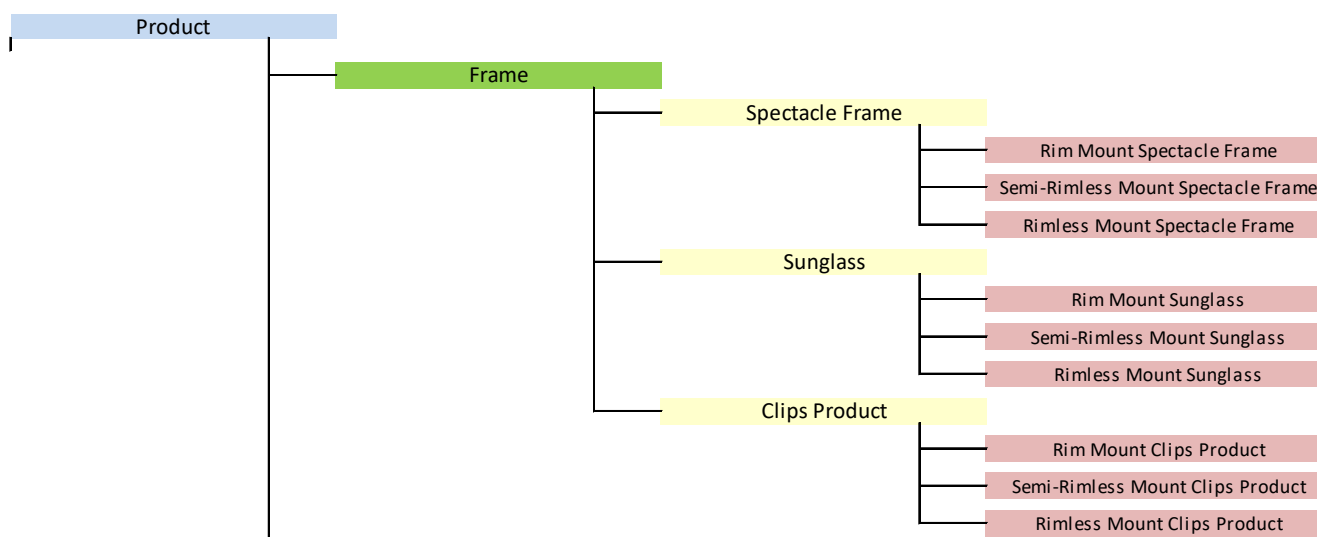 Product
Frame
Spectacle Frame
Rim Mount Spectacle Frame
Semi-Rimless Mount Spectacle Frame
Rimless Mount Spectacle Frame
Sunglass
Rim Mount Sunglass
Semi-Rimless Mount Sunglass
Rimless Mount Sunglass
Clips Product
Rim Mount Clips Product
Semi-Rimless Mount Clips Product
Rimless Mount Clips Product